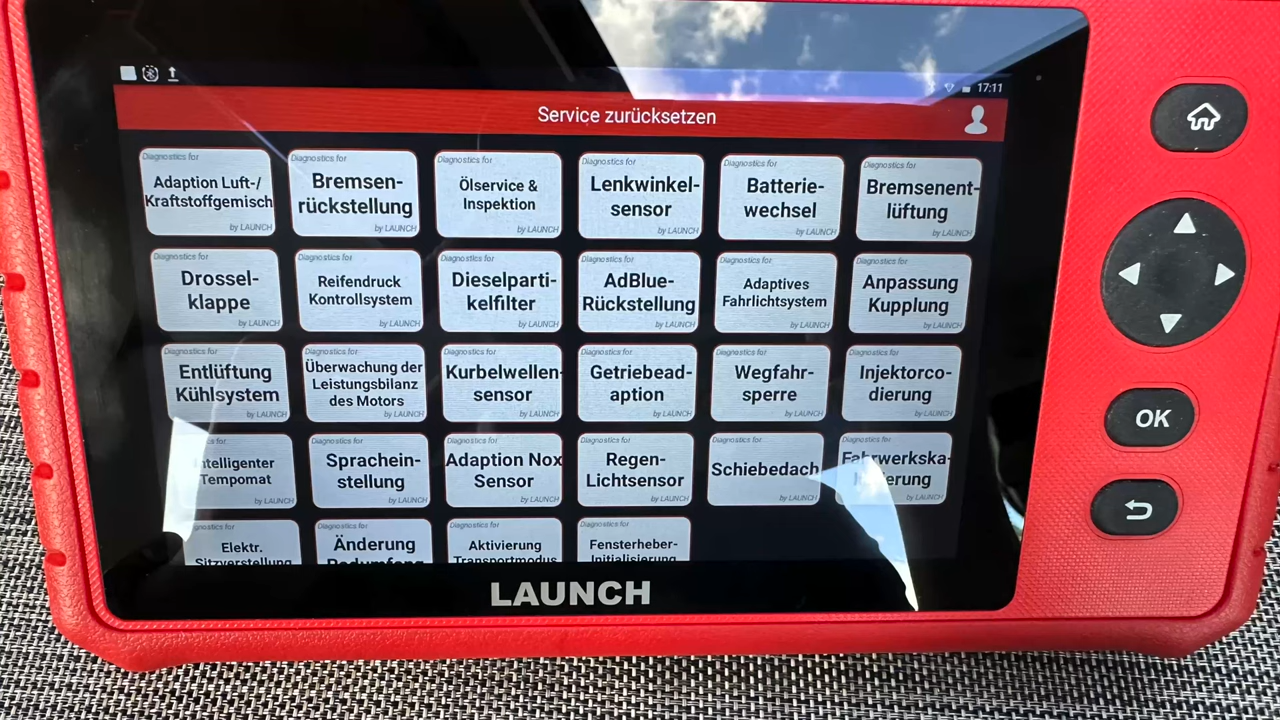 17:11
Service zurücksetzen
Diagnostics for
Adaption Luft-/
Kraftstoffgemisch
by LAUNCH
Diagnostics for
Bremsen-
rückstellung
by LAUNCH
Diagnostics for
Ölservice &
Inspektion
by LAUNCH
Diagnostics for
Lenkwinkel-
sensor
by LAUNCH
Diagnostics for
Batterie-
wechsel
by LAUNCH
Diagnostics for
Bremsenent-
lüftung
by LAUNCH
Diagnostics for
Drossel-
klappe
by LAUNCH
Diagnostics for
Reifendruck
Kontrollsystem
by LAUNCH
Diagnostics for
Dieselparti-
kelfilter
by LAUNCH
Diagnostics for
AdBlue-
Rückstellung
by LAUNCH
Diagnostics for
Adaptives
Fahrlichtsystem
by LAUNCH
Diagnostics for
Anpassung
Kupplung
by LAUNCH
Diagnostics for
Entlüftung
Kühlsystem
by LAUNCH
Diagnostics for
Überwachung der
Leistungsbilanz
des Motors
by LAUNCH
Diagnostics for
Kurbelwellen-
sensor
by LAUNCH
Diagnostics for
Getriebead-
aption
by LAUNCH
Diagnostics for
Wegfahr-
sperre
by LAUNCH
Diagnostics for
Injektorco-
dierung
by LAUNCH
for
Intelligenter
Tempomat
by LAUNCH
Diagnostics for
Sprachein-
stellung
by LAUNCH
Diagnostics for
Adaption Nox
Sensor
by LAUNCH
Diagnostics for
Regen-
Lichtsensor
by LAUNCH
Diagnostics for
Schiebedach
by LAUNCH
Diagnostics for
Fahrwerkska-
by LAUNCH
Diagnostics for
Elektr.
Sitzverstellung
Diagnostics for
Änderung
Radumfang
Diagnostics for
Aktivierung
Transportmodus
Diagnostics for
Fensterheber-
Initialisierung
LAUNCH
OK